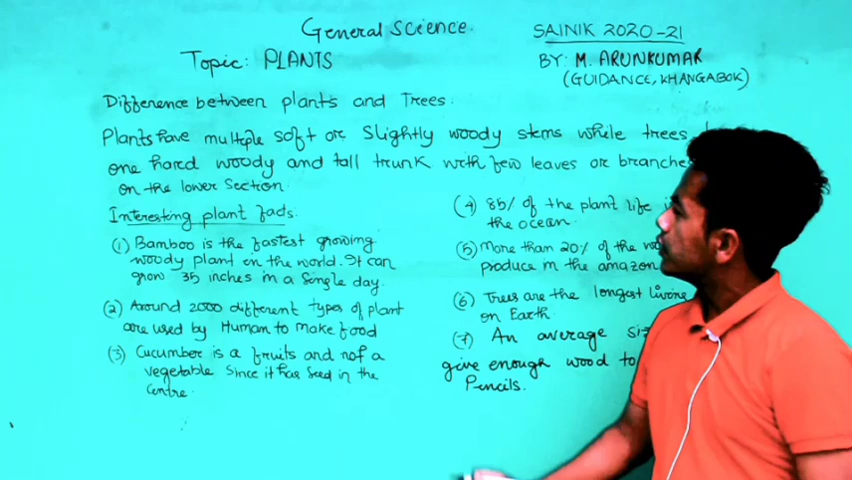 General Science.
SAINIK 2020-21
Topic: PLANTS
BY: M. ARUNKUMAR
(GUIDANCE, KHANGABOK)
Difference between plants and Trees.
Plants have multiple soft or slightly woody stems while trees
one hard woody and tall trunk with few leaves or branches
on the lower section.
Interesting plant facts.
(1) Bamboo is the fastest growing
woody plant in the world. It can
grow 35 inches in a single day.
(2) Around 2000 different types of plant
are used by Human to make food
(3) Cucumber is a fruits and not a
vegetable since it has seed in the
Centre.
(4) 85% of the plant life
the ocean.
(5) More than 20% of the
produce in the amazon
(6) Trees are the longest living
on Earth.
(7) An average
give enough wood to
Pencils.